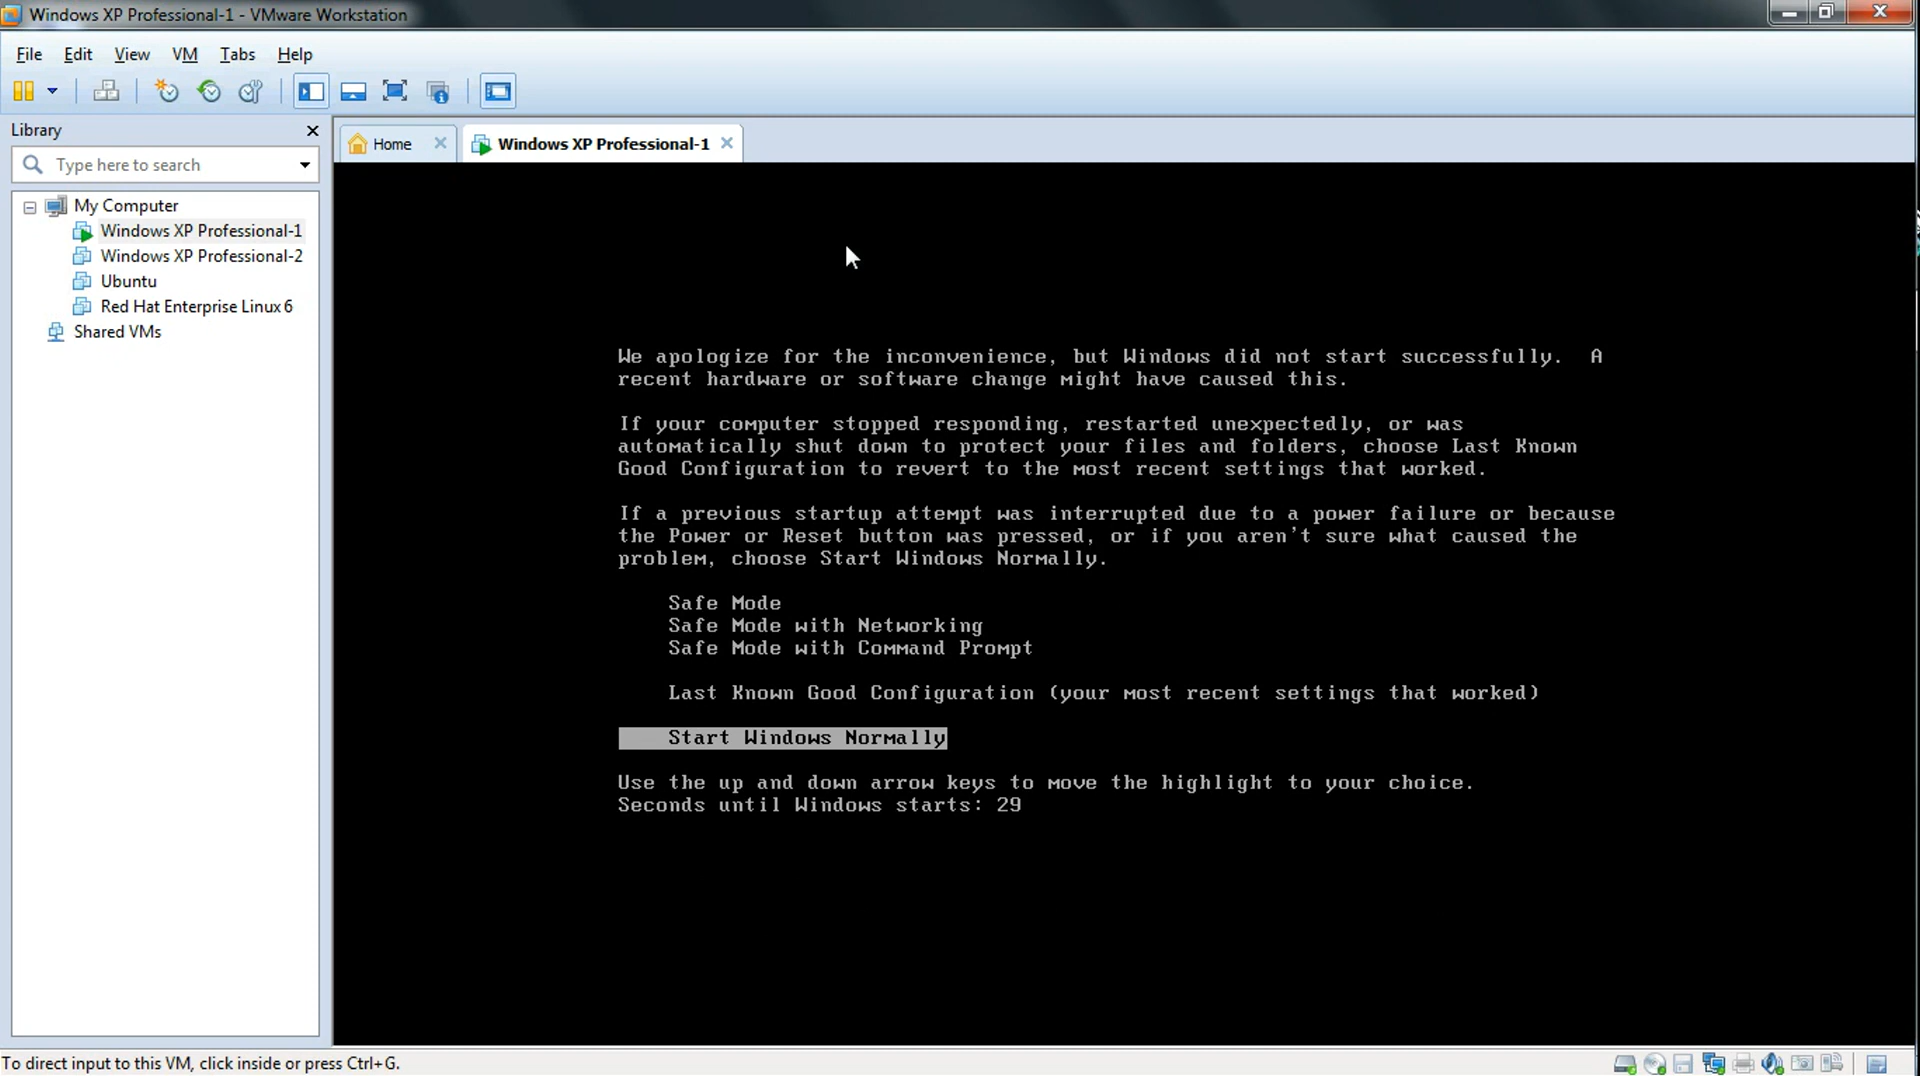 Windows XP Professional-1 - VMware Workstation
File Edit View VM Tabs Help
Library
Type here to search
My Computer
Windows XP Professional-1
Windows XP Professional-2
Ubuntu
Red Hat Enterprise Linux 6
Shared VMs
Home Windows XP Professional-1
We apologize for the inconvenience, but Windows did not start successfully. A
recent hardware or software change might have caused this.
If your computer stopped responding, restarted unexpectedly, or was
automatically shut down to protect your files and folders, choose Last Known
Good Configuration to revert to the most recent settings that worked.
If a previous startup attempt was interrupted due to a power failure or because
the Power or Reset button was pressed, or if you aren't sure what caused the
problem, choose Start Windows Normally.
Safe Mode
Safe Mode with Networking
Safe Mode with Command Prompt
Last Known Good Configuration (your most recent settings that worked)
Start Windows Normally
Use the up and down arrow keys to move the highlight to your choice.
Seconds until Windows starts: 29
To direct input to this VM, click inside or press Ctrl+G.